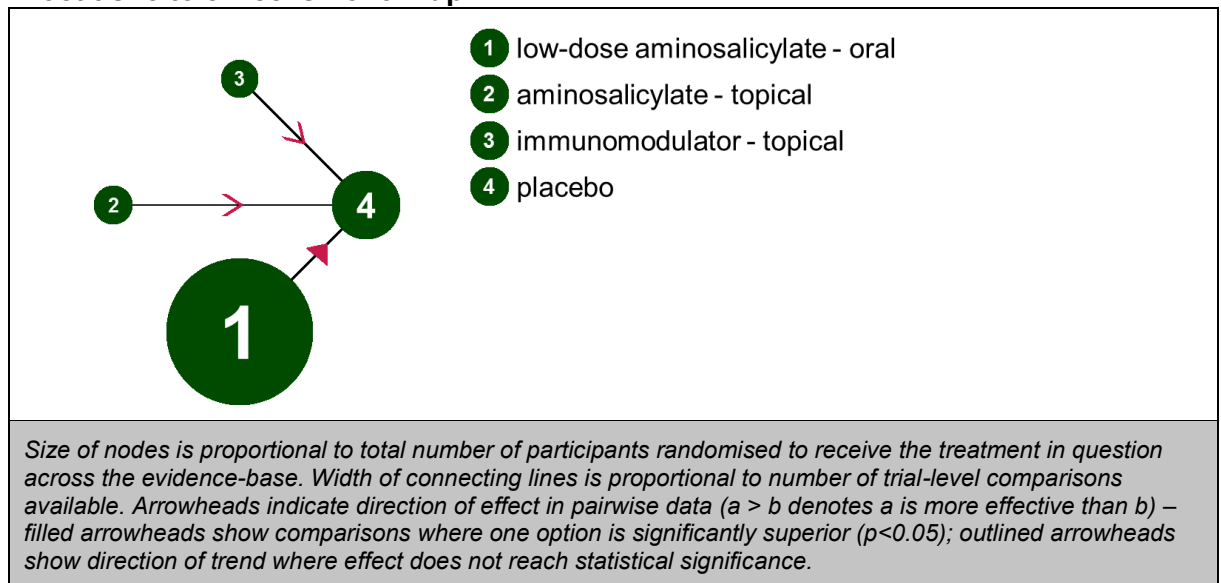 1 low-dose aminosalicylate - oral
2 aminosalicylate - topical
3 immunomodulator - topical
4 placebo
3
2
4
1
Size of nodes is proportional to total number of participants randomised to receive the treatment in question
across the evidence-base. Width of connecting lines is proportional to number of trial-level comparisons
available. Arrowheads indicate direction of effect in pairwise data (a > b denotes a is more effective than b) –
filled arrowheads show comparisons where one option is significantly superior (p<0.05); outlined arrowheads
show direction of trend where effect does not reach statistical significance.